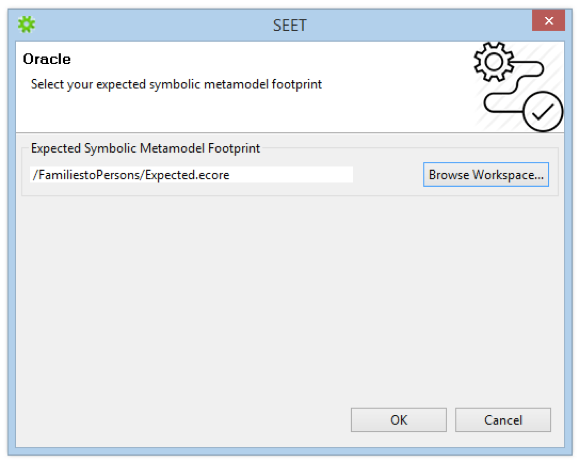 SEET
Oracle
Select your expected symbolic metamodel footprint
Expected Symbolic Metamodel Footprint
/FamiliestoPersons/Expected.ecore
Browse Workspace...
OK
Cancel